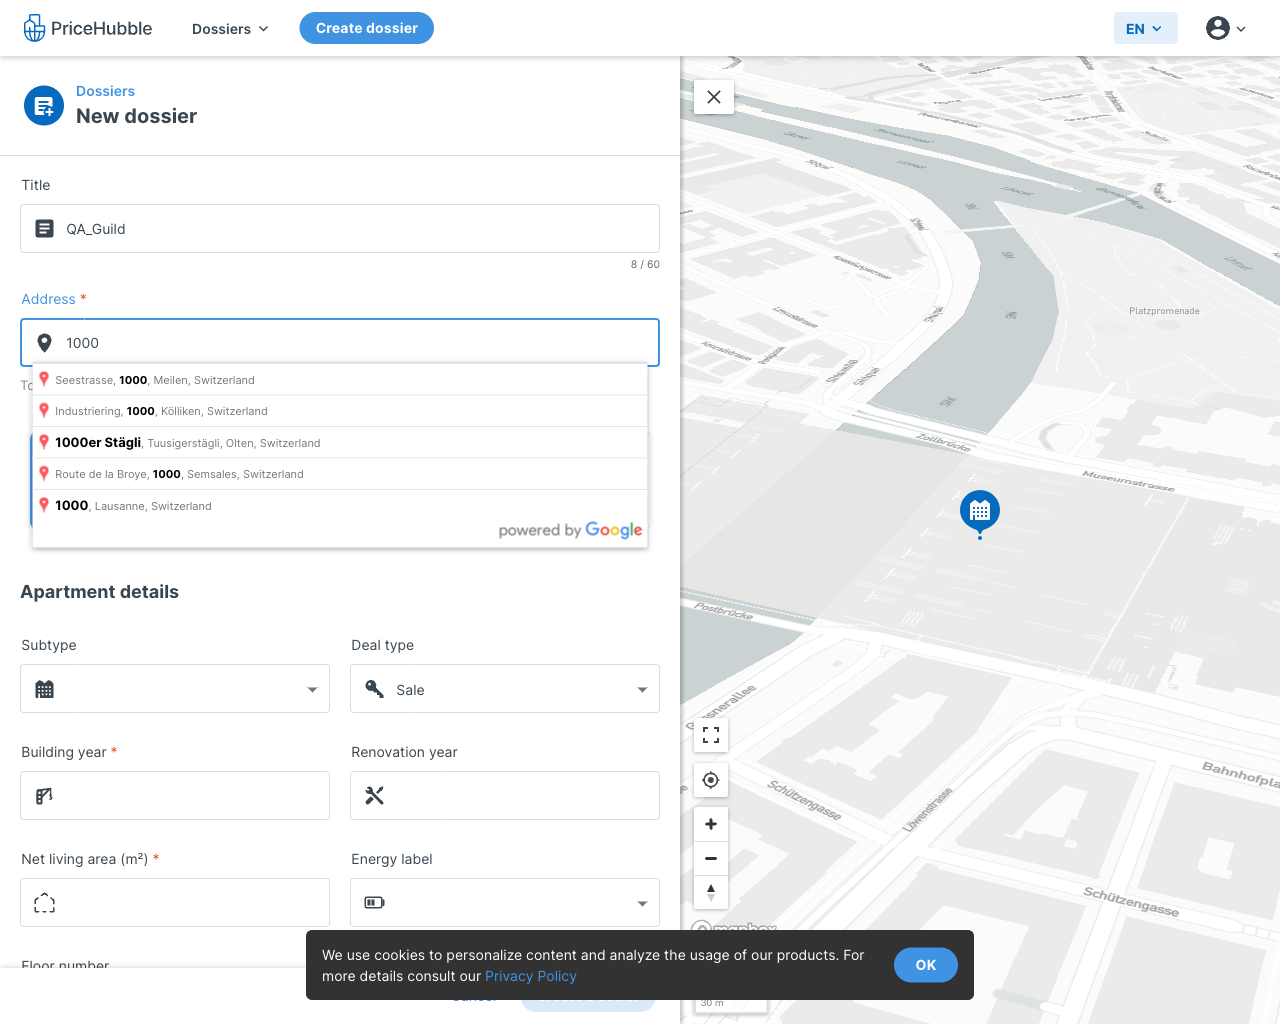 PriceHubble
Dossiers
Create dossier
EN
Dossiers
New dossier
Title
QA_Guild
8 / 60
Address *
1000
To
Seestrasse, 1000, Meilen, Switzerland
Industriering, 1000, Kölliken, Switzerland
1000er Stägli, Tuusigerstägli, Olten, Switzerland
Route de la Broye, 1000, Semsales, Switzerland
1000, Lausanne, Switzerland
powered by Google
Apartment details
Subtype
Deal type
Sale
Building year *
Renovation year
Net living area (m²) *
Energy label
Floor number
Cancel
We use cookies to personalize content and analyze the usage of our products. For
more details consult our Privacy Policy
OK
Platzpromenade
Zollbrücke
Museumstrasse
Postbrücke
Schützengasse
Löwenstrasse
Bahnhofpla
Schützengasse
mapbox
30 m